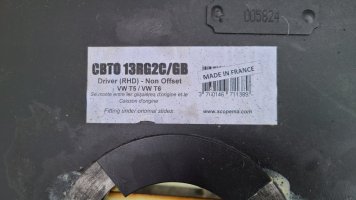 005824
CBTO 13RG2C/GB
Driver (RHD) - Non Offset
VW T5 / VW T6
Se monte entre les glissières d'origine et le
Caisson d'origine
Fitting under original slides
MADE IN FRANCE
www.scopema.com